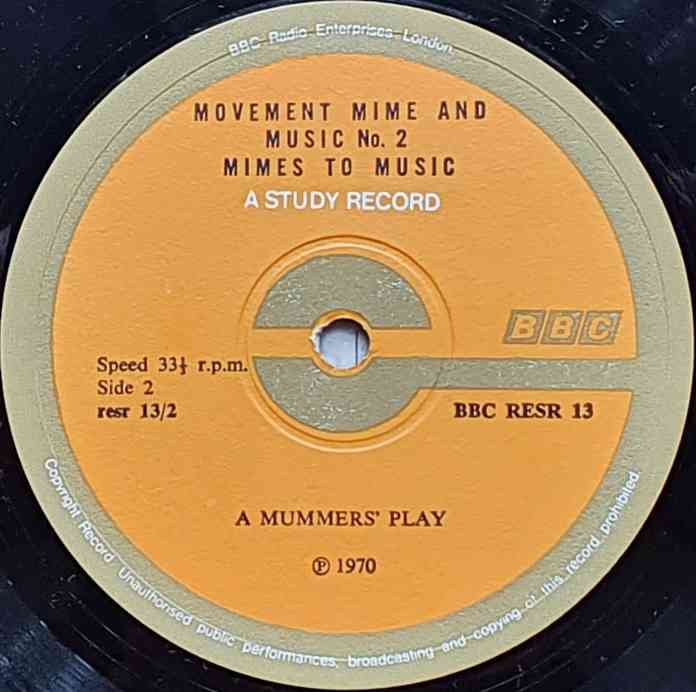 BBC Radio Enterprises London.
MOVEMENT MIME AND
MUSIC No. 2
MIMES TO MUSIC
A STUDY RECORD
BBC
Speed 33⅓ r.p.m.
Side 2
resr 13/2
BBC RESR 13
A MUMMERS' PLAY
℗ 1970
Copyright Record. Unauthorised public performances, broadcasting and copying of this record prohibited.